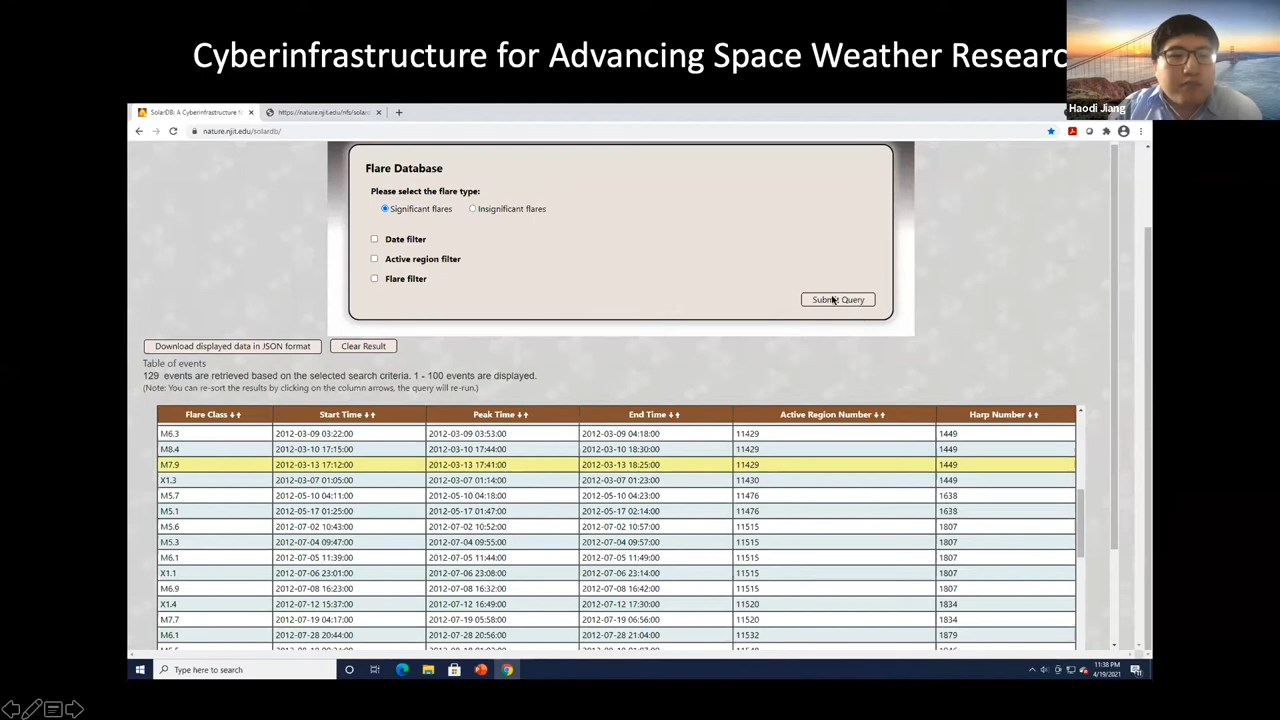 Cyberinfrastructure for Advancing Space Weather Researc
Haodi Jiang
SolarDB: A Cyberinfrastructure f
https://nature.njit.edu/nfs/solard
nature.njit.edu/solardb/
Flare Database
Please select the flare type:
Significant flares Insignificant flares
Date filter
Active region filter
Flare filter
Submit Query
Download displayed data in JSON format Clear Result
Table of events
129 events are retrieved based on the selected search criteria. 1 - 100 events are displayed.
(Note: You can re-sort the results by clicking on the column arrows, the query will re-run.)
Flare Class↓↑ Start Time↓↑ Peak Time↓↑ End Time↓↑ Active Region Number↓↑ Harp Number↓↑
M6.3 2012-03-09 03:22:00 2012-03-09 03:53:00 2012-03-09 04:18:00 11429 1449
M8.4 2012-03-10 17:15:00 2012-03-10 17:44:00 2012-03-10 18:30:00 11429 1449
M7.9 2012-03-13 17:12:00 2012-03-13 17:41:00 2012-03-13 18:25:00 11429 1449
X1.3 2012-03-07 01:05:00 2012-03-07 01:14:00 2012-03-07 01:23:00 11430 1449
M5.7 2012-05-10 04:11:00 2012-05-10 04:18:00 2012-05-10 04:23:00 11476 1638
M5.1 2012-05-17 01:25:00 2012-05-17 01:47:00 2012-05-17 02:14:00 11476 1638
M5.6 2012-07-02 10:43:00 2012-07-02 10:52:00 2012-07-02 10:57:00 11515 1807
M5.3 2012-07-04 09:47:00 2012-07-04 09:55:00 2012-07-04 09:57:00 11515 1807
M6.1 2012-07-05 11:39:00 2012-07-05 11:44:00 2012-07-05 11:49:00 11515 1807
X1.1 2012-07-06 23:01:00 2012-07-06 23:08:00 2012-07-06 23:14:00 11515 1807
M6.9 2012-07-08 16:23:00 2012-07-08 16:32:00 2012-07-08 16:42:00 11515 1807
X1.4 2012-07-12 15:37:00 2012-07-12 16:49:00 2012-07-12 17:30:00 11520 1834
M7.7 2012-07-19 04:17:00 2012-07-19 05:58:00 2012-07-19 06:56:00 11520 1834
M6.1 2012-07-28 20:44:00 2012-07-28 20:56:00 2012-07-28 21:04:00 11532 1879
Type here to search
11:38 PM
4/19/2021